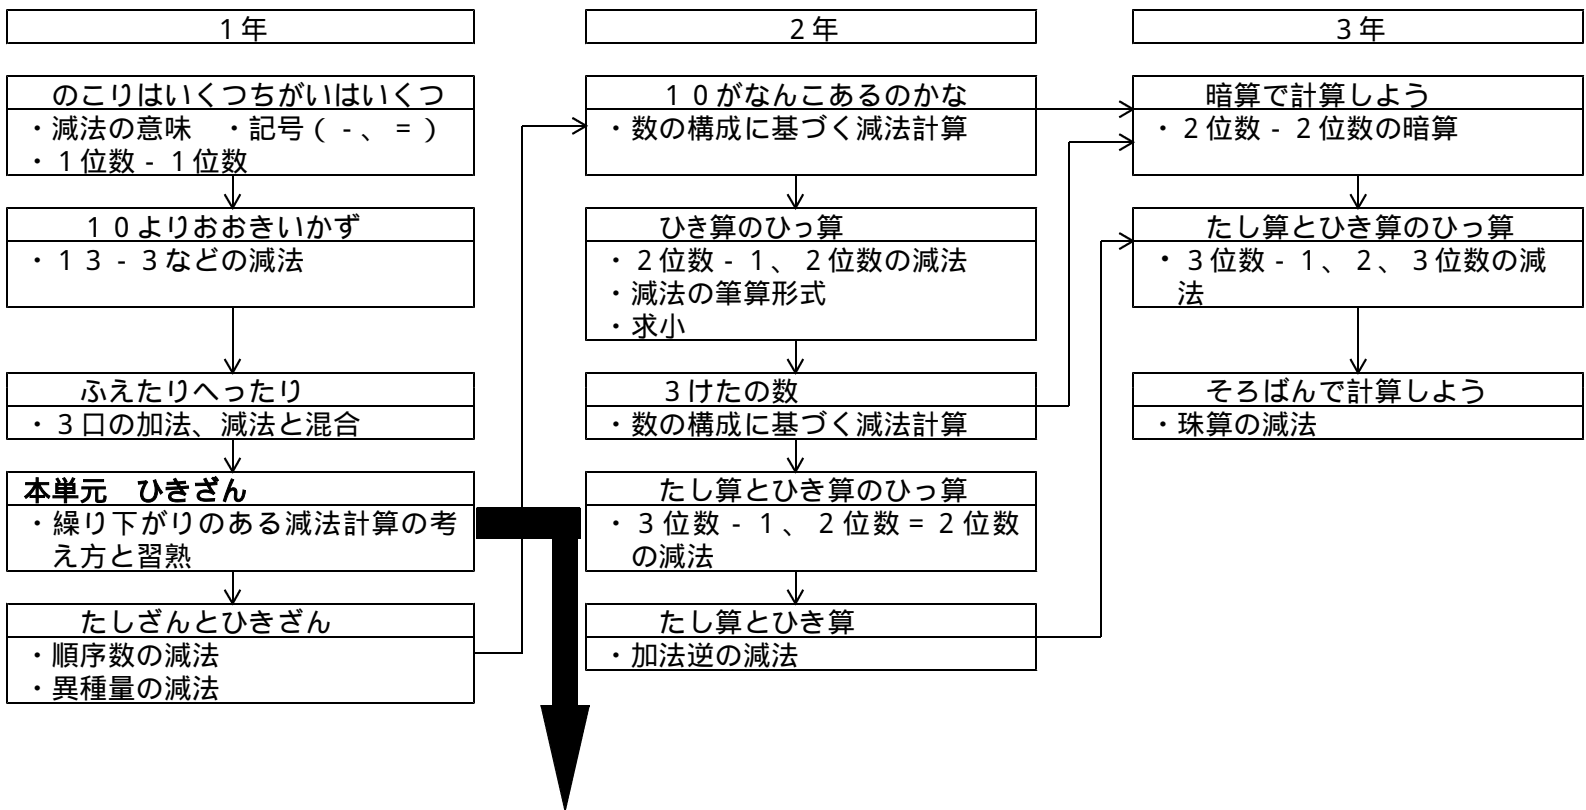 １年
のこりはいくつちがいはいくつ
・減法の意味　・記号（-、=）
・１位数-１位数
１０よりおおきいかず
・１３-３などの減法
ふえたりへったり
・３口の加法、減法と混合
本単元　ひきざん
・繰り下がりのある減法計算の考
え方と習熟
たしざんとひきざん
・順序数の減法
・異種量の減法
２年
１０がなんこあるのかな
・数の構成に基づく減法計算
ひき算のひっ算
・２位数-１、２位数の減法
・減法の筆算形式
・求小
３けたの数
・数の構成に基づく減法計算
たし算とひき算のひっ算
・３位数-１、２位数=２位数
の減法
たし算とひき算
・加法逆の減法
３年
暗算で計算しよう
・２位数-２位数の暗算
たし算とひき算のひっ算
・３位数-１、２、３位数の減
法
そろばんで計算しよう
・珠算の減法